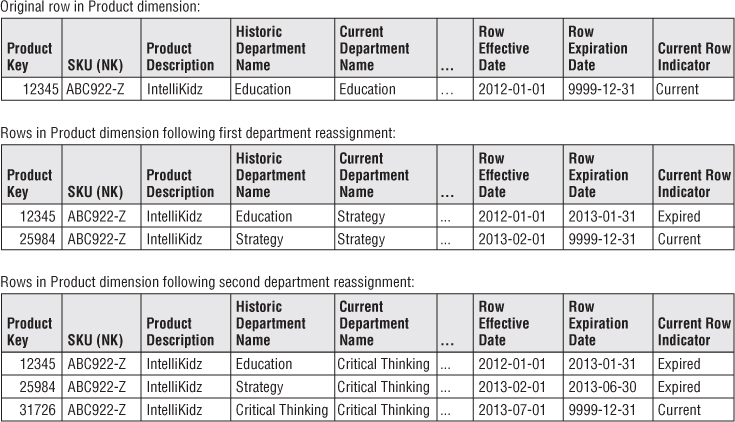 Original row in Product dimension:
Product Key SKU (NK) Product Description Historic Department Name Current Department Name ... Row Effective Date Row Expiration Date Current Row Indicator
12345 ABC922-Z IntelliKidz Education Education ... 2012-01-01 9999-12-31 Current
Rows in Product dimension following first department reassignment:
Product Key SKU (NK) Product Description Historic Department Name Current Department Name ... Row Effective Date Row Expiration Date Current Row Indicator
12345 ABC922-Z IntelliKidz Education Strategy ... 2012-01-01 2013-01-31 Expired
25984 ABC922-Z IntelliKidz Strategy Strategy ... 2013-02-01 9999-12-31 Current
Rows in Product dimension following second department reassignment:
Product Key SKU (NK) Product Description Historic Department Name Current Department Name ... Row Effective Date Row Expiration Date Current Row Indicator
12345 ABC922-Z IntelliKidz Education Critical Thinking ... 2012-01-01 2013-01-31 Expired
25984 ABC922-Z IntelliKidz Strategy Critical Thinking ... 2013-02-01 2013-06-30 Expired
31726 ABC922-Z IntelliKidz Critical Thinking Critical Thinking ... 2013-07-01 9999-12-31 Current